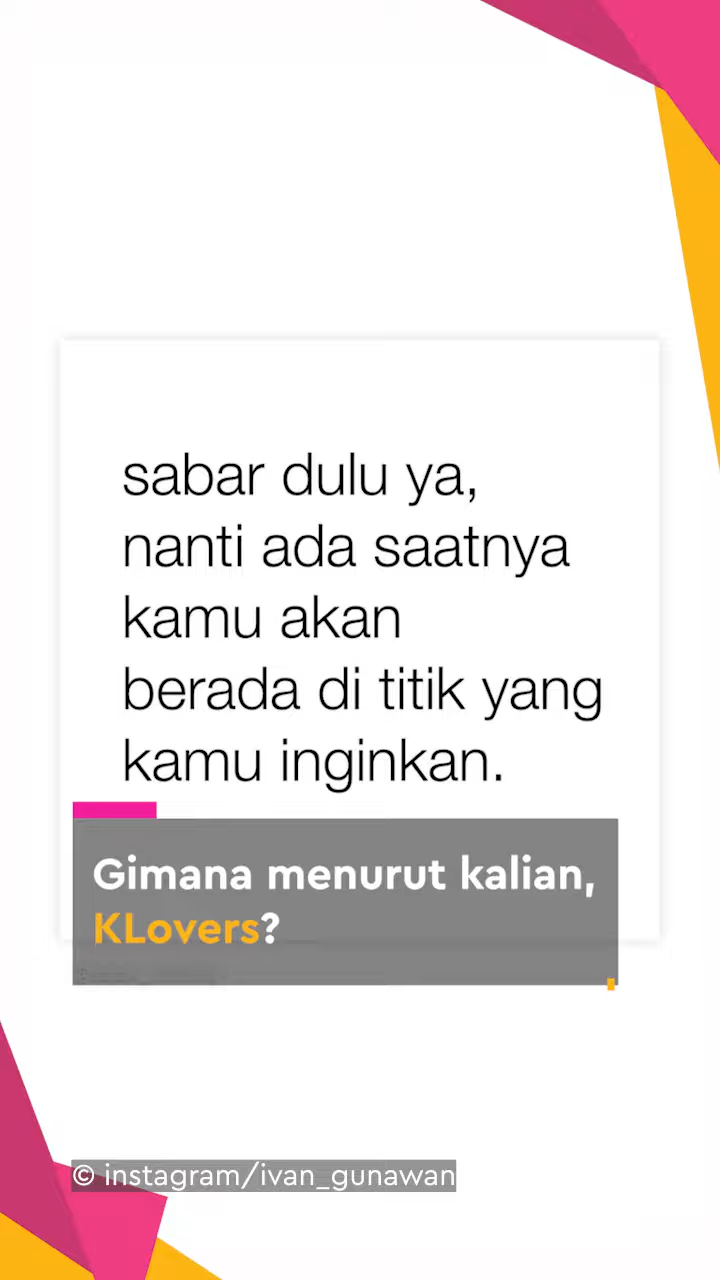 sabar dulu ya,
nanti ada saatnya
kamu akan
berada di titik yang
kamu inginkan.
Gimana menurut kalian,
KLovers?
© instagram/ivan_gunawan